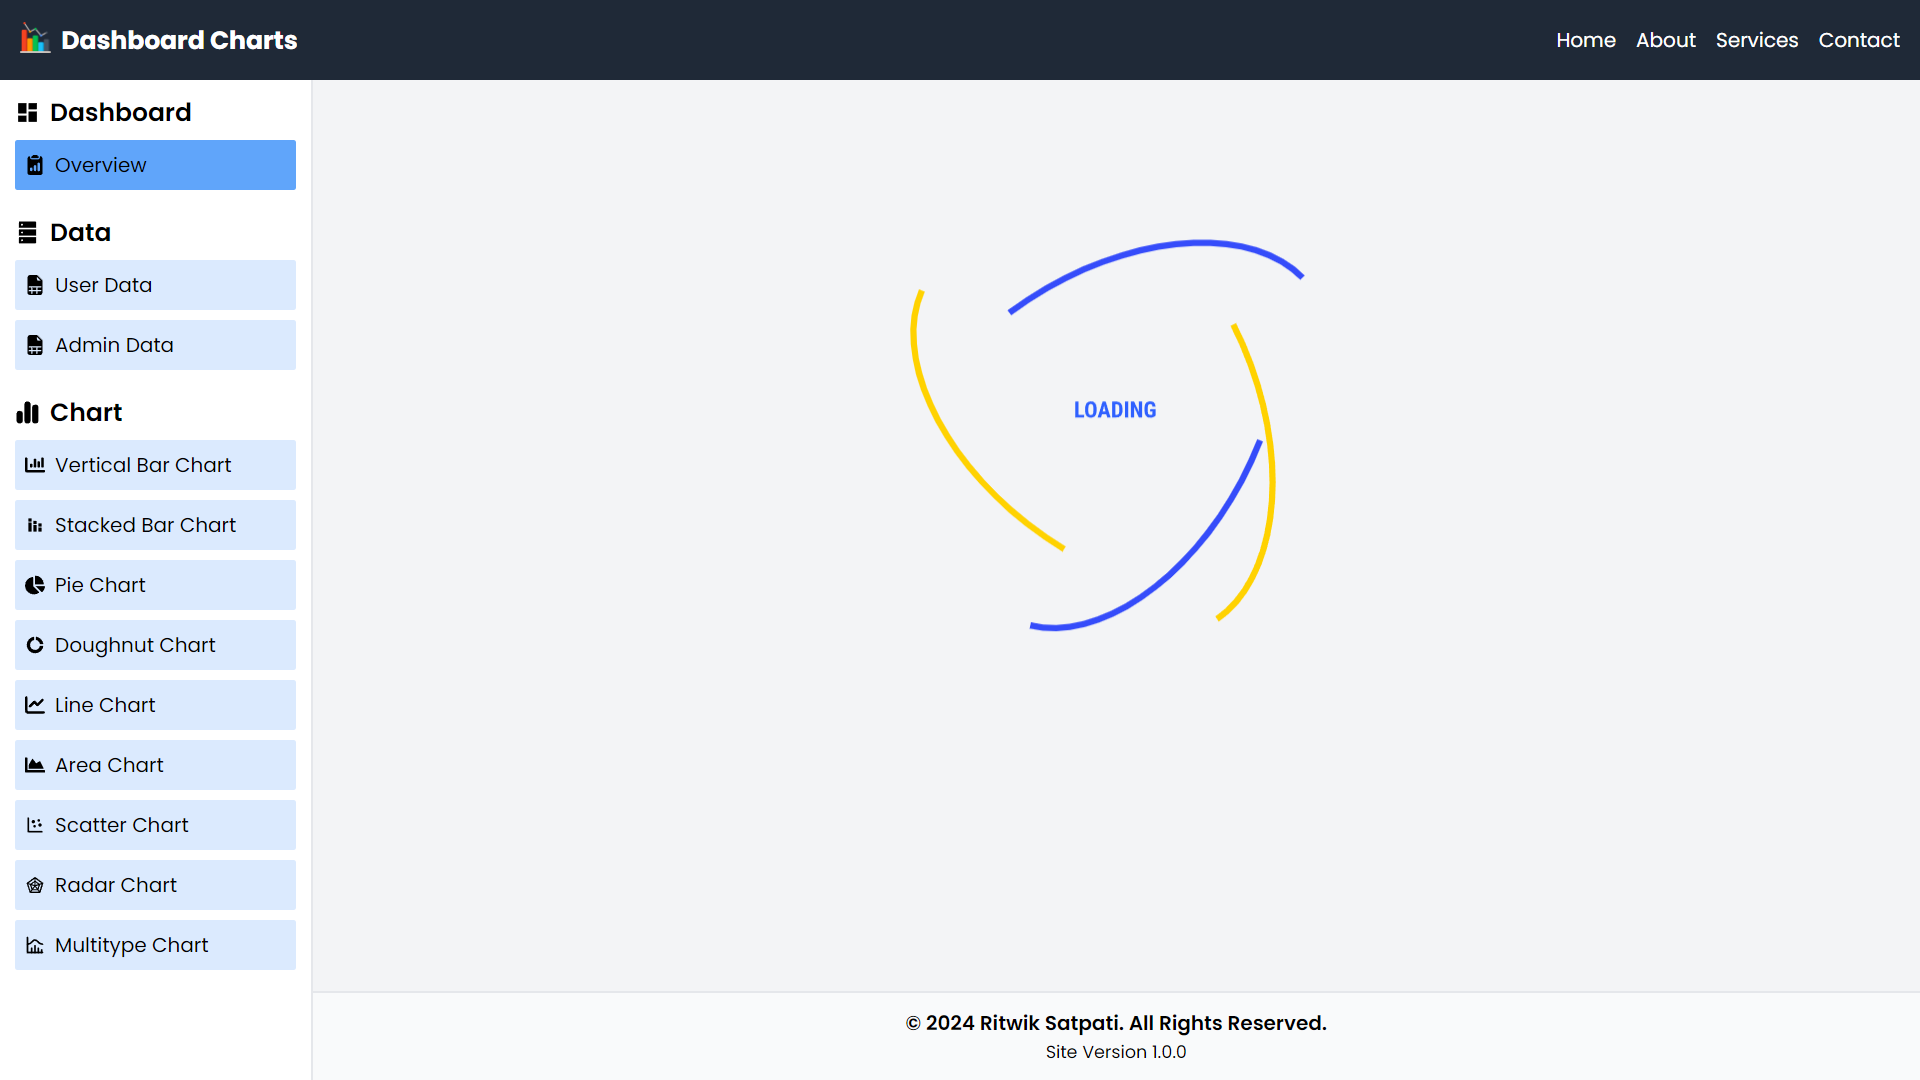 Dashboard Charts
Home About Services Contact
Dashboard
Overview
Data
User Data
Admin Data
Chart
Vertical Bar Chart
Stacked Bar Chart
Pie Chart
Doughnut Chart
Line Chart
Area Chart
Scatter Chart
Radar Chart
Multitype Chart
LOADING
© 2024 Ritwik Satpati. All Rights Reserved.
Site Version 1.0.0